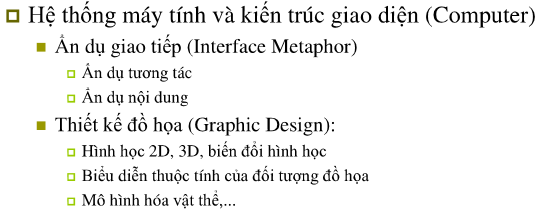 Hệ thống máy tính và kiến trúc giao diện (Computer)
Ẩn dụ giao tiếp (Interface Metaphor)
Ẩn dụ tương tác
Ẩn dụ nội dung
Thiết kế đồ họa (Graphic Design):
Hình học 2D, 3D, biến đổi hình học
Biểu diễn thuộc tính của đối tượng đồ họa
Mô hình hóa vật thể,...